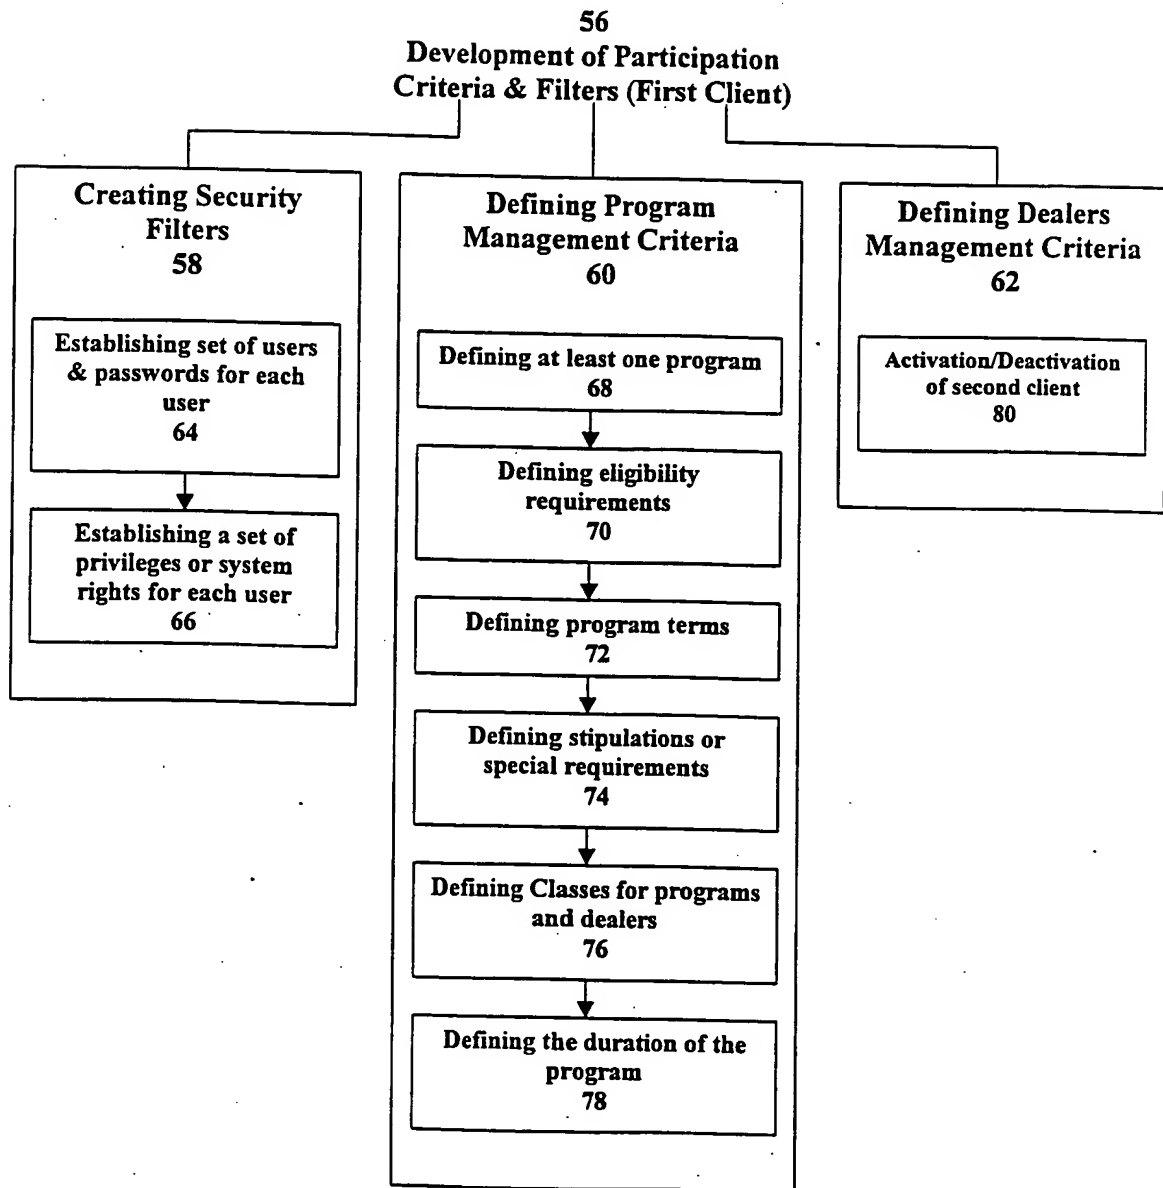 56
Development of Participation
Criteria & Filters (First Client)
Creating Security
Filters
58
Establishing set of users
& passwords for each
user
64
Establishing a set of
privileges or system
rights for each user
66
Defining Program
Management Criteria
60
Defining at least one program
68
Defining eligibility
requirements
70
Defining program terms
72
Defining stipulations or
special requirements
74
Defining Classes for programs
and dealers
76
Defining the duration of the
program
78
Defining Dealers
Management Criteria
62
Activation/Deactivation
of second client
80